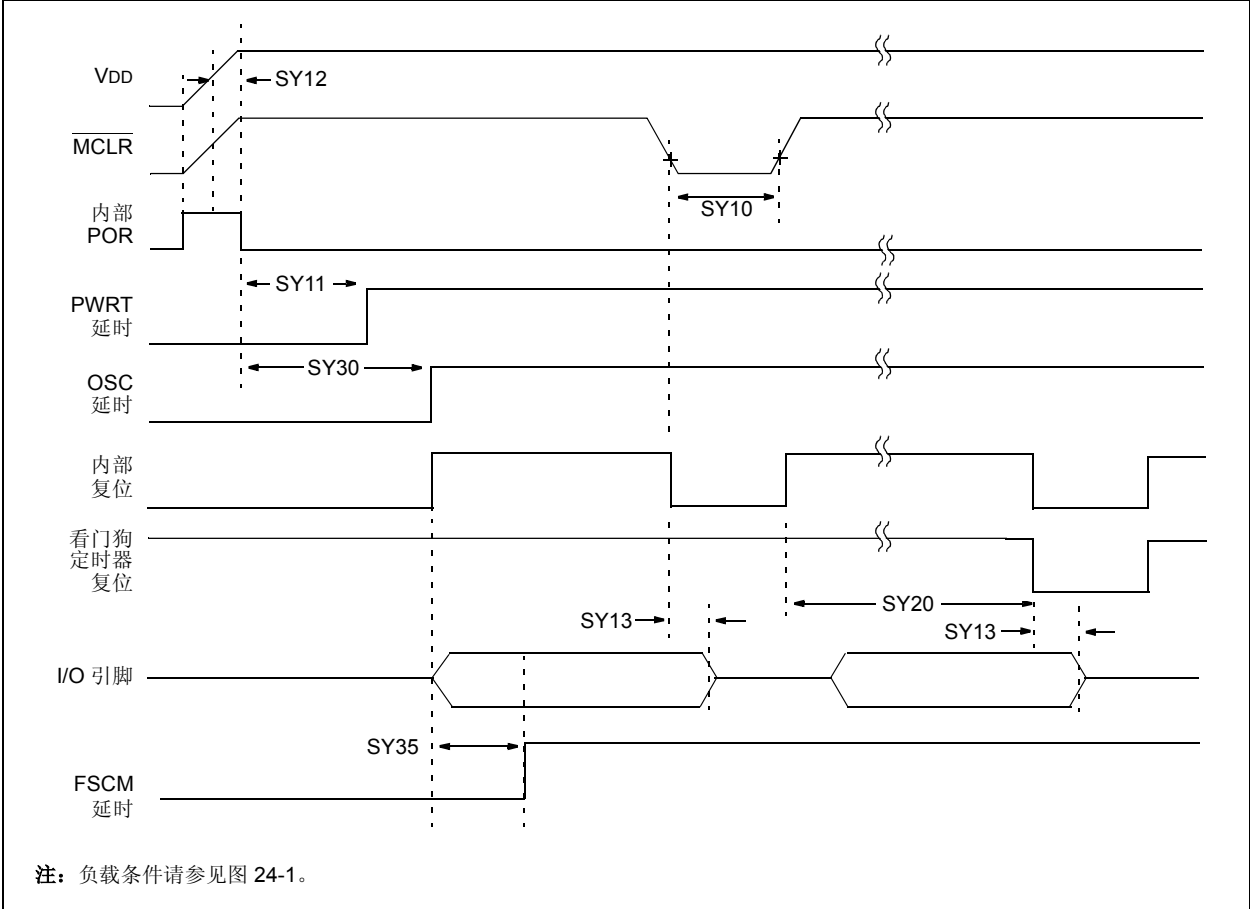 VDD
SY12
MCLR
SY10
内部
POR
SY11
PWRT
延时
SY30
OSC
延时
内部
复位
看门狗
定时器
复位
SY20
SY13
SY13
I/O 引脚
SY35
FSCM
延时
注：负载条件请参见图 24-1。